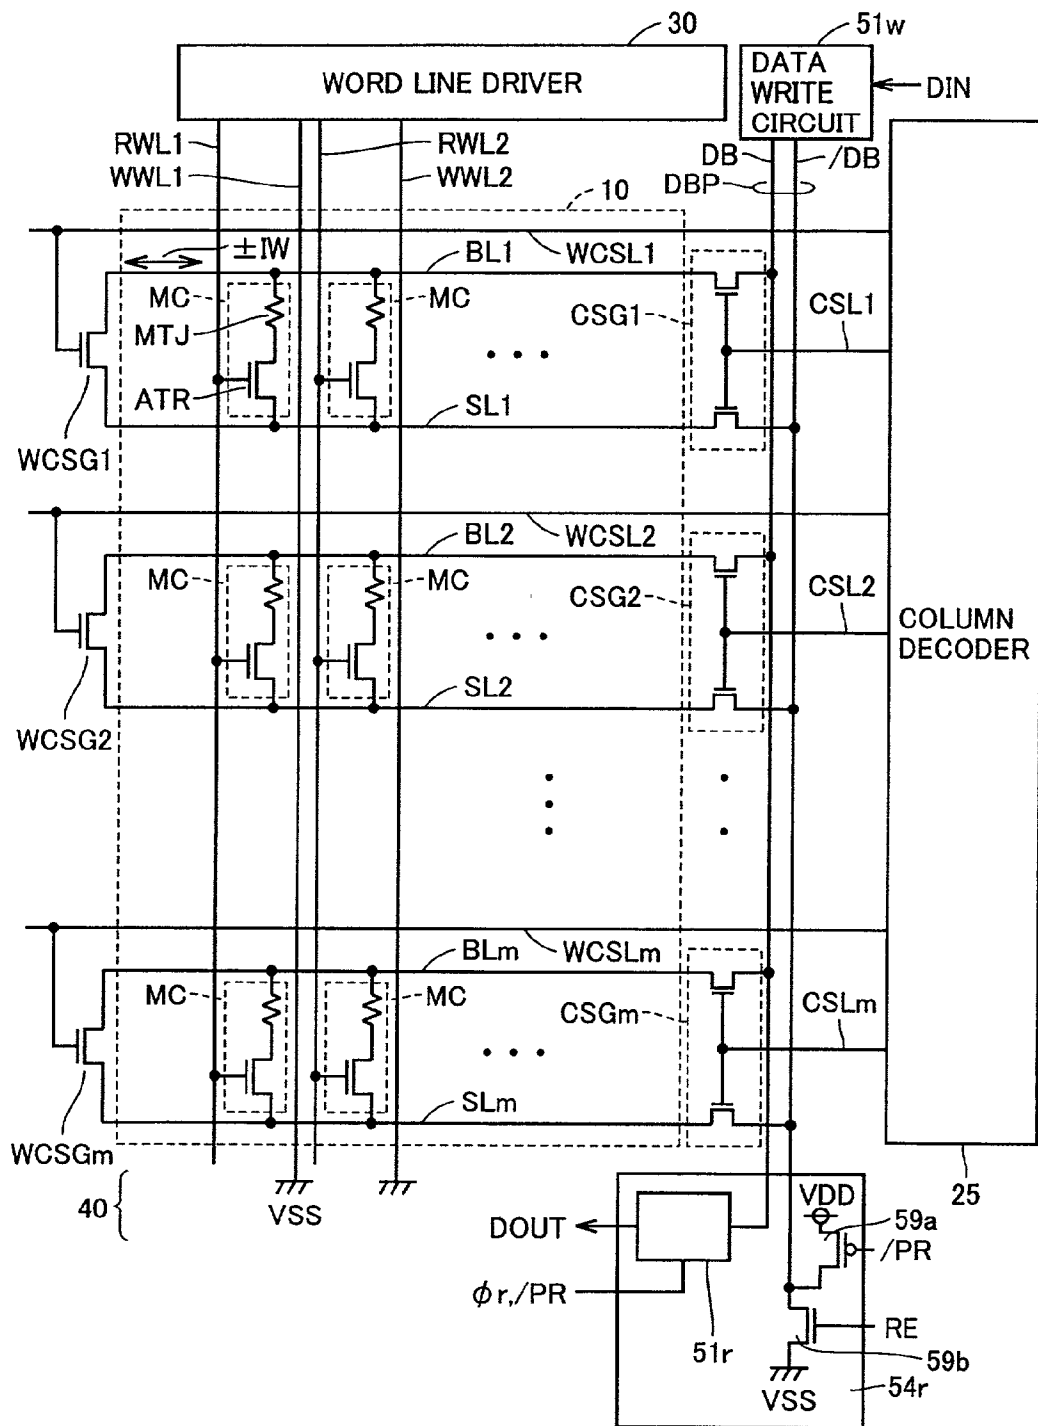 30
51w
WORD LINE DRIVER
DATA
WRITE
CIRCUIT
DIN
RWL1
RWL2
DB
/DB
WWL1
WWL2
DBP
10
±IW
BL1
WCSL1
MC
MC
CSG1
CSL1
MTJ
ATR
SL1
WCSG1
BL2
WCSL2
MC
MC
CSG2
CSL2
COLUMN
DECODER
SL2
WCSG2
BLm
WCSLm
MC
MC
CSGm
CSLm
SLm
WCSGm
25
40
VSS
VDD
DOUT
59a
/PR
ϕr,/PR
51r
RE
59b
VSS
54r